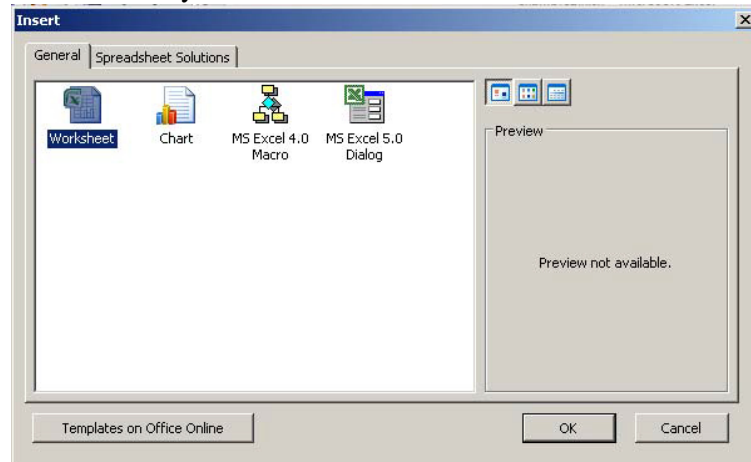 Insert
General
Spreadsheet Solutions
Worksheet
Chart
MS Excel 4.0
Macro
MS Excel 5.0
Dialog
Preview
Preview not available.
Templates on Office Online
OK
Cancel